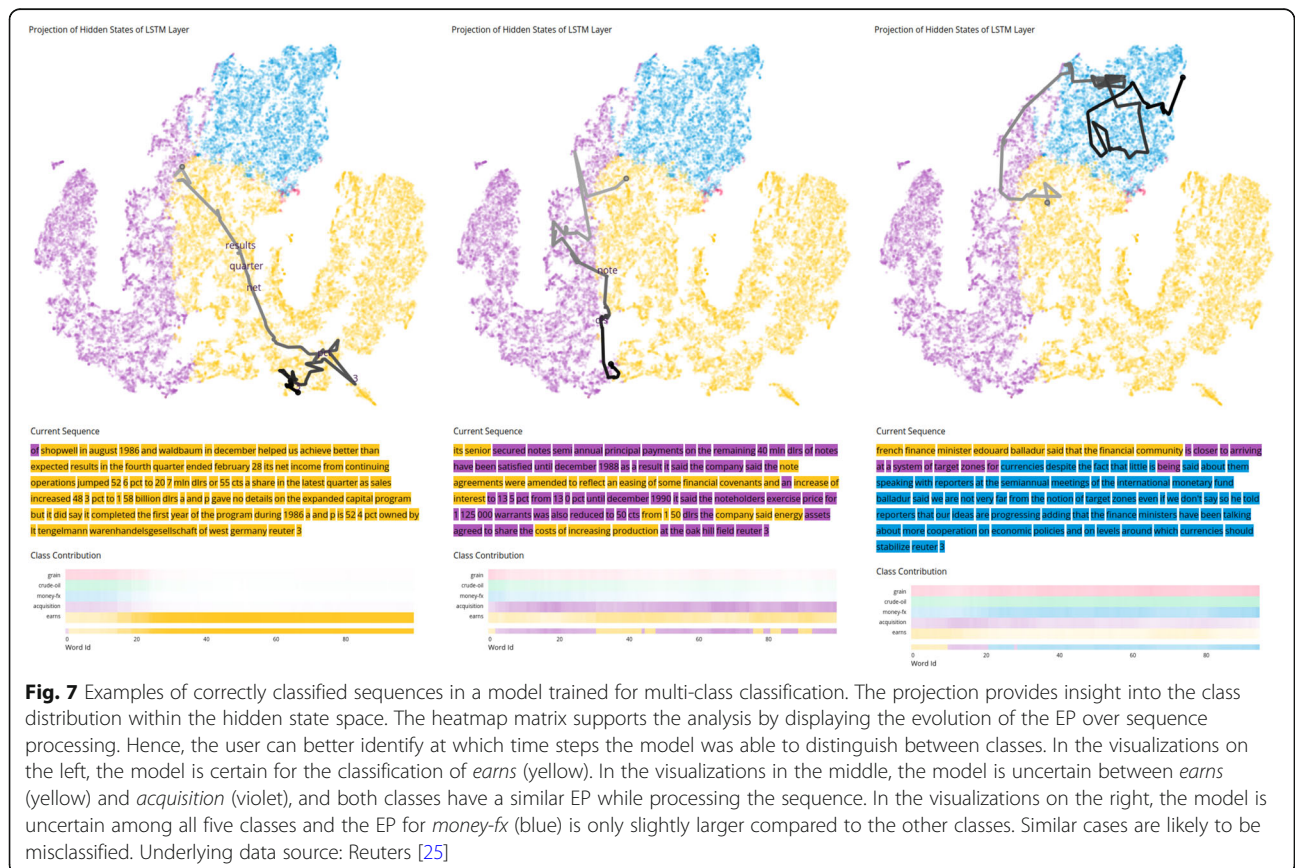 Projection of Hidden States of LSTM Layer
results
quarter
net
3
Current Sequence
of shopwell in august 1986 and waldbaum in december helped us achieve better than
expected results in the fourth quarter ended february 28 its net income from continuing
operations jumped 52 6 pct to 20 7 mln dlrs or 55 cts a share in the latest quarter as sales
increased 48 3 pct to 1 58 billion dlrs a and p gave no details on the expanded capital program
but it did say it completed the first year of the program during 1986 a and p is 52 4 pct owned by
lt tengelmann warenhandelsgesellschaft of west germany reuter 3
Class Contribution
grain
crude-oil
money-fx
acquisition
earns
0 20 40 60 80
Word Id
Projection of Hidden States of LSTM Layer
note
Current Sequence
its senior secured notes semi annual principal payments on the remaining 40 mln dlrs of notes
have been satisfied until december 1988 as a result it said the company said the note
agreements were amended to reflect an easing of some financial covenants and an increase of
interest to 13 5 pct from 13 0 pct until december 1990 it said the noteholders exercise price for
1 125 000 warrants was also reduced to 50 cts from 1 50 dlrs the company said energy assets
agreed to share the costs of increasing production at the oak hill field reuter 3
Class Contribution
grain
crude-oil
money-fx
acquisition
earns
0 20 40 60 80
Word Id
Projection of Hidden States of LSTM Layer
Current Sequence
french finance minister edouard balladur said that the financial community is closer to arriving
at a system of target zones for currencies despite the fact that little is being said about them
speaking with reporters at the semiannual meetings of the international monetary fund
balladur said we are not very far from the notion of target zones even if we don't say so he told
reporters that our ideas are progressing adding that the finance ministers have been talking
about more cooperation on economic policies and on levels around which currencies should
stabilize reuter 3
Class Contribution
grain
crude-oil
money-fx
acquisition
earns
0 20 40 60 80
Word Id
Fig. 7 Examples of correctly classified sequences in a model trained for multi-class classification. The projection provides insight into the class
distribution within the hidden state space. The heatmap matrix supports the analysis by displaying the evolution of the EP over sequence
processing. Hence, the user can better identify at which time steps the model was able to distinguish between classes. In the visualizations on
the left, the model is certain for the classification of earns (yellow). In the visualizations in the middle, the model is uncertain between earns
(yellow) and acquisition (violet), and both classes have a similar EP while processing the sequence. In the visualizations on the right, the model is
uncertain among all five classes and the EP for money-fx (blue) is only slightly larger compared to the other classes. Similar cases are likely to be
misclassified. Underlying data source: Reuters [25]